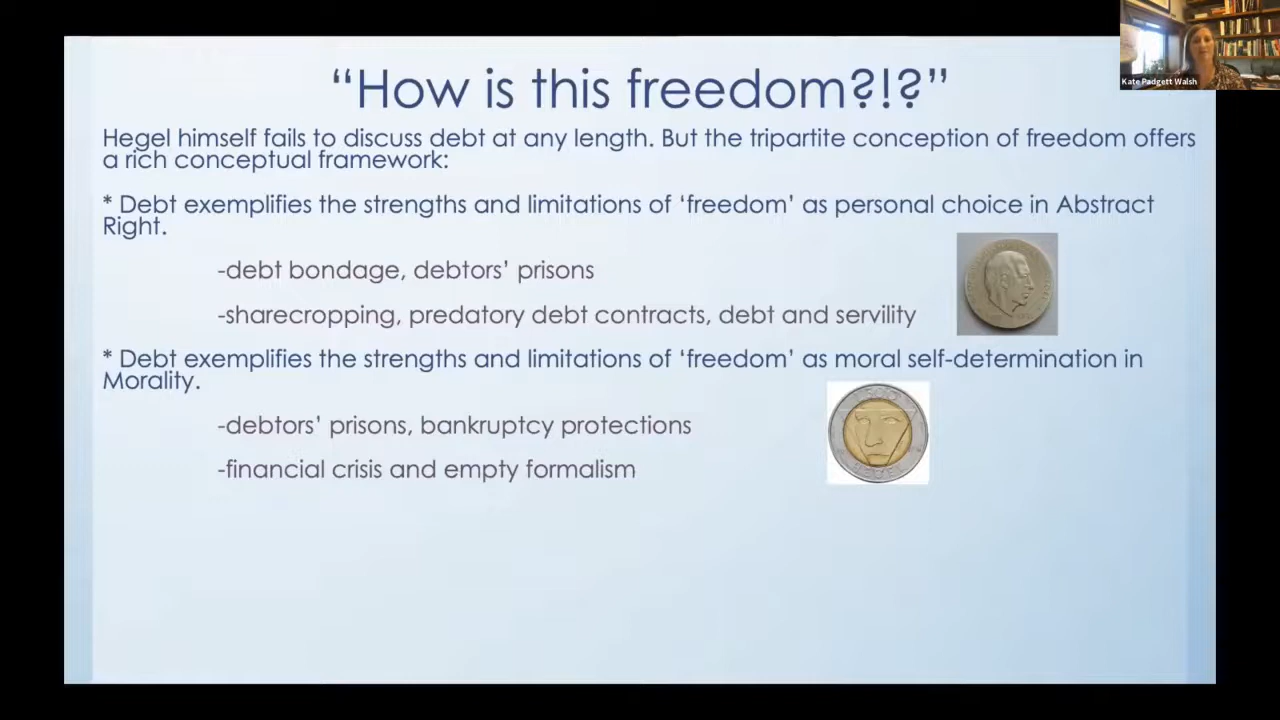 “How is this freedom?!?”
Kate Padgett Walsh
Hegel himself fails to discuss debt at any length. But the tripartite conception of freedom offers
a rich conceptual framework:
* Debt exemplifies the strengths and limitations of ‘freedom’ as personal choice in Abstract
Right.
-debt bondage, debtors’ prisons
-sharecropping, predatory debt contracts, debt and servility
* Debt exemplifies the strengths and limitations of ‘freedom’ as moral self-determination in
Morality.
-debtors’ prisons, bankruptcy protections
-financial crisis and empty formalism